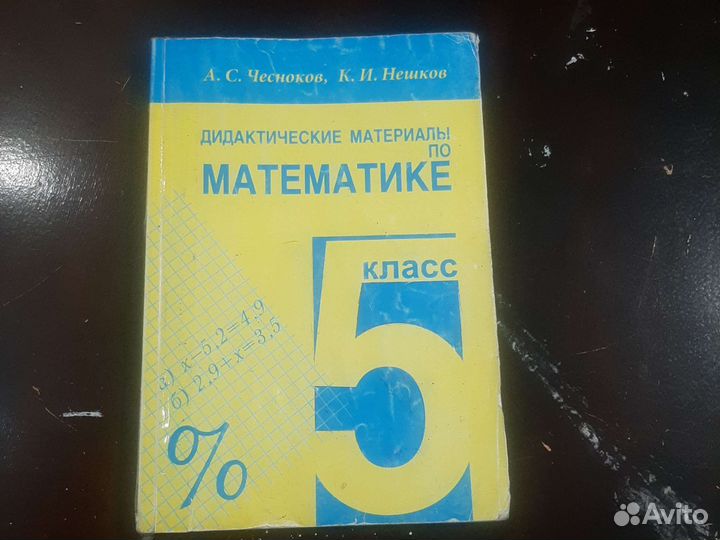 А. С. Чесноков, К. И. Нешков
ДИДАКТИЧЕСКИЕ МАТЕРИАЛЫ
ПО
МАТЕМАТИКЕ
класс
5
а) x−5,2=4,9
б) 2,9+x=3,5
%
Avito